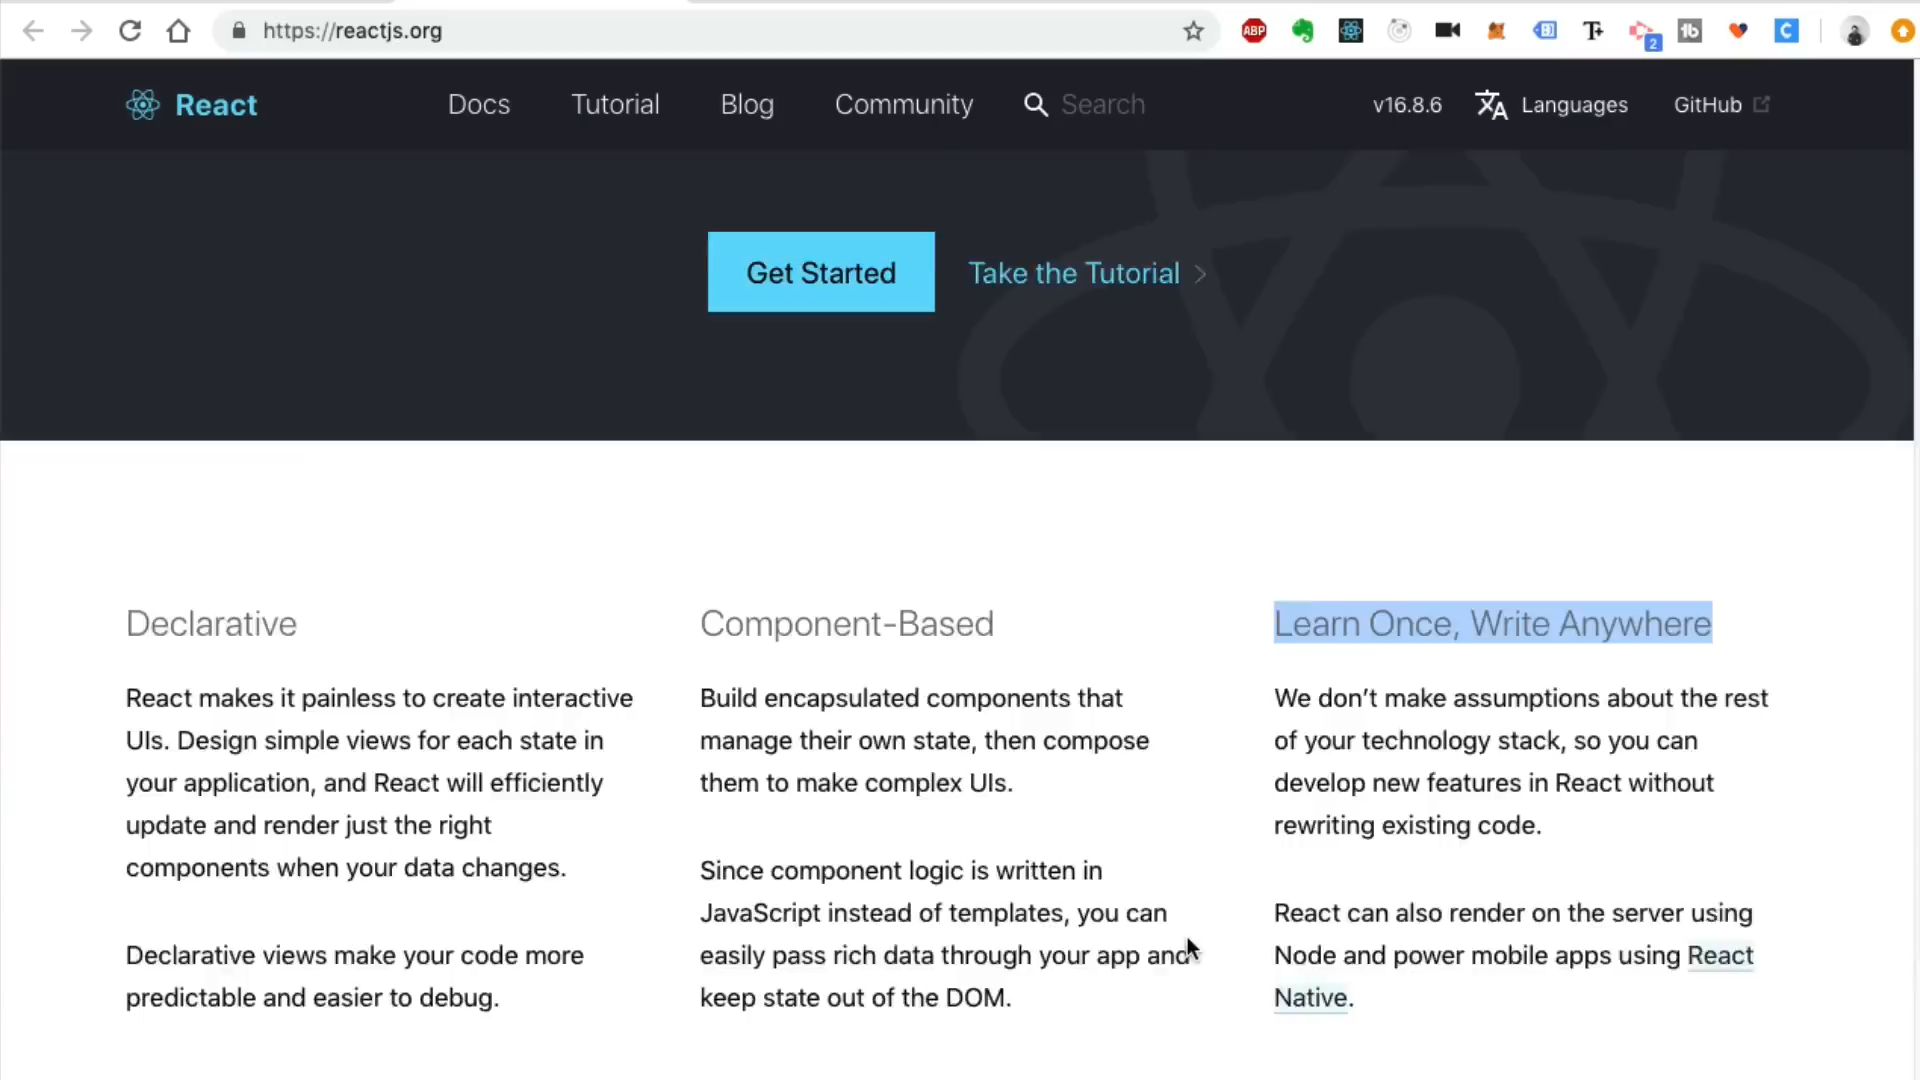 https://reactjs.org
ABP
T+
2
tb
C
React
Docs
Tutorial
Blog
Community
Search
v16.8.6
Languages
GitHub
Get Started
Take the Tutorial
Declarative
React makes it painless to create interactive
UIs. Design simple views for each state in
your application, and React will efficiently
update and render just the right
components when your data changes.
Declarative views make your code more
predictable and easier to debug.
Component-Based
Build encapsulated components that
manage their own state, then compose
them to make complex UIs.
Since component logic is written in
JavaScript instead of templates, you can
easily pass rich data through your app and
keep state out of the DOM.
Learn Once, Write Anywhere
We don’t make assumptions about the rest
of your technology stack, so you can
develop new features in React without
rewriting existing code.
React can also render on the server using
Node and power mobile apps using React
Native.